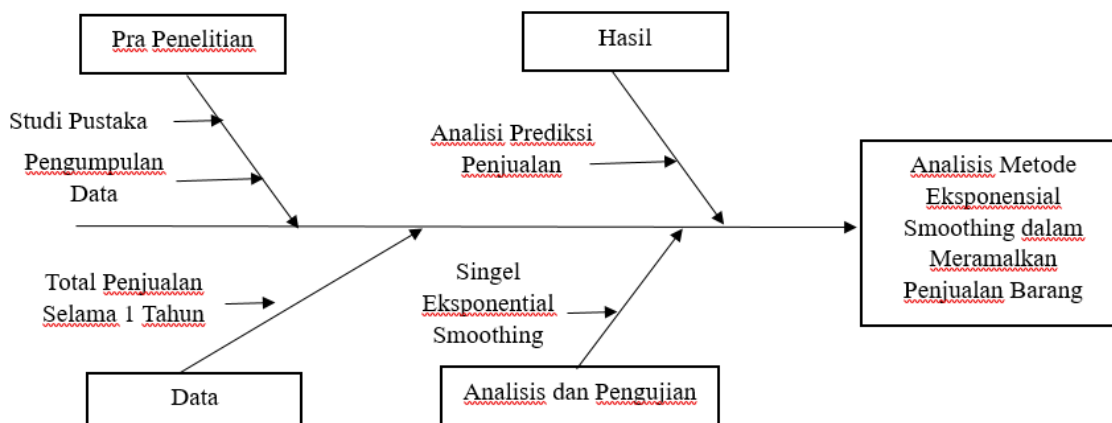 Pra Penelitian
Hasil
Studi Pustaka
Pengumpulan
Data
Analisi Prediksi
Penjualan
Analisis Metode
Eksponensial
Smoothing dalam
Meramalkan
Penjualan Barang
Total Penjualan
Selama 1 Tahun
Singel
Eksponential
Smoothing
Data
Analisis dan Pengujian